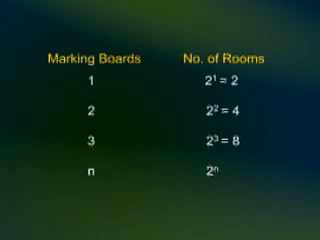 Marking Boards No. of Rooms
1 2¹ = 2
2 2² = 4
3 2³ = 8
n 2ⁿ